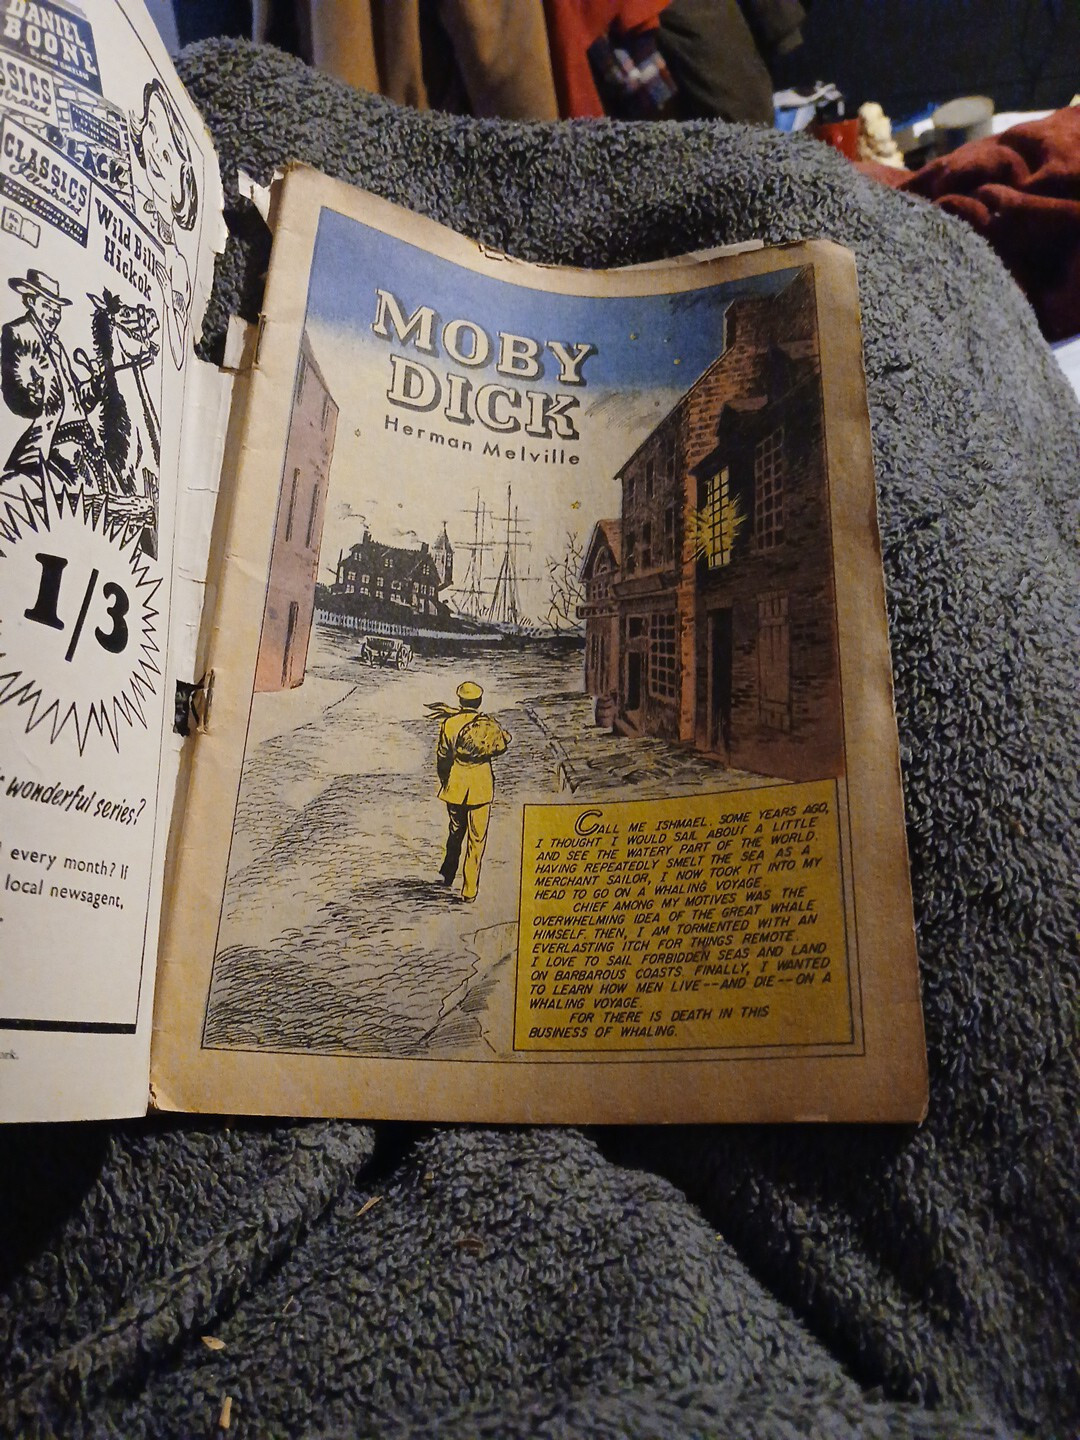 DANIEL
BOONE
CLASSICS
Illustrated
Wild Bill
Hickok
1/3
wonderful series?
every month? If
local newsagent,
MOBY
DICK
Herman Melville
CALL ME ISHMAEL. SOME YEARS AGO,
I THOUGHT I WOULD SAIL ABOUT A LITTLE
AND SEE THE WATERY PART OF THE WORLD.
HAVING REPEATEDLY SMELT THE SEA AS A
MERCHANT SAILOR, I NOW TOOK IT INTO MY
HEAD TO GO ON A WHALING VOYAGE.
CHIEF AMONG MY MOTIVES WAS THE
OVERWHELMING IDEA OF THE GREAT WHALE
HIMSELF. THEN, I AM TORMENTED WITH AN
EVERLASTING ITCH FOR THINGS REMOTE.
I LOVE TO SAIL FORBIDDEN SEAS AND LAND
ON BARBAROUS COASTS. FINALLY, I WANTED
TO LEARN HOW MEN LIVE--AND DIE--ON A
WHALING VOYAGE.
FOR THERE IS DEATH IN THIS
BUSINESS OF WHALING.